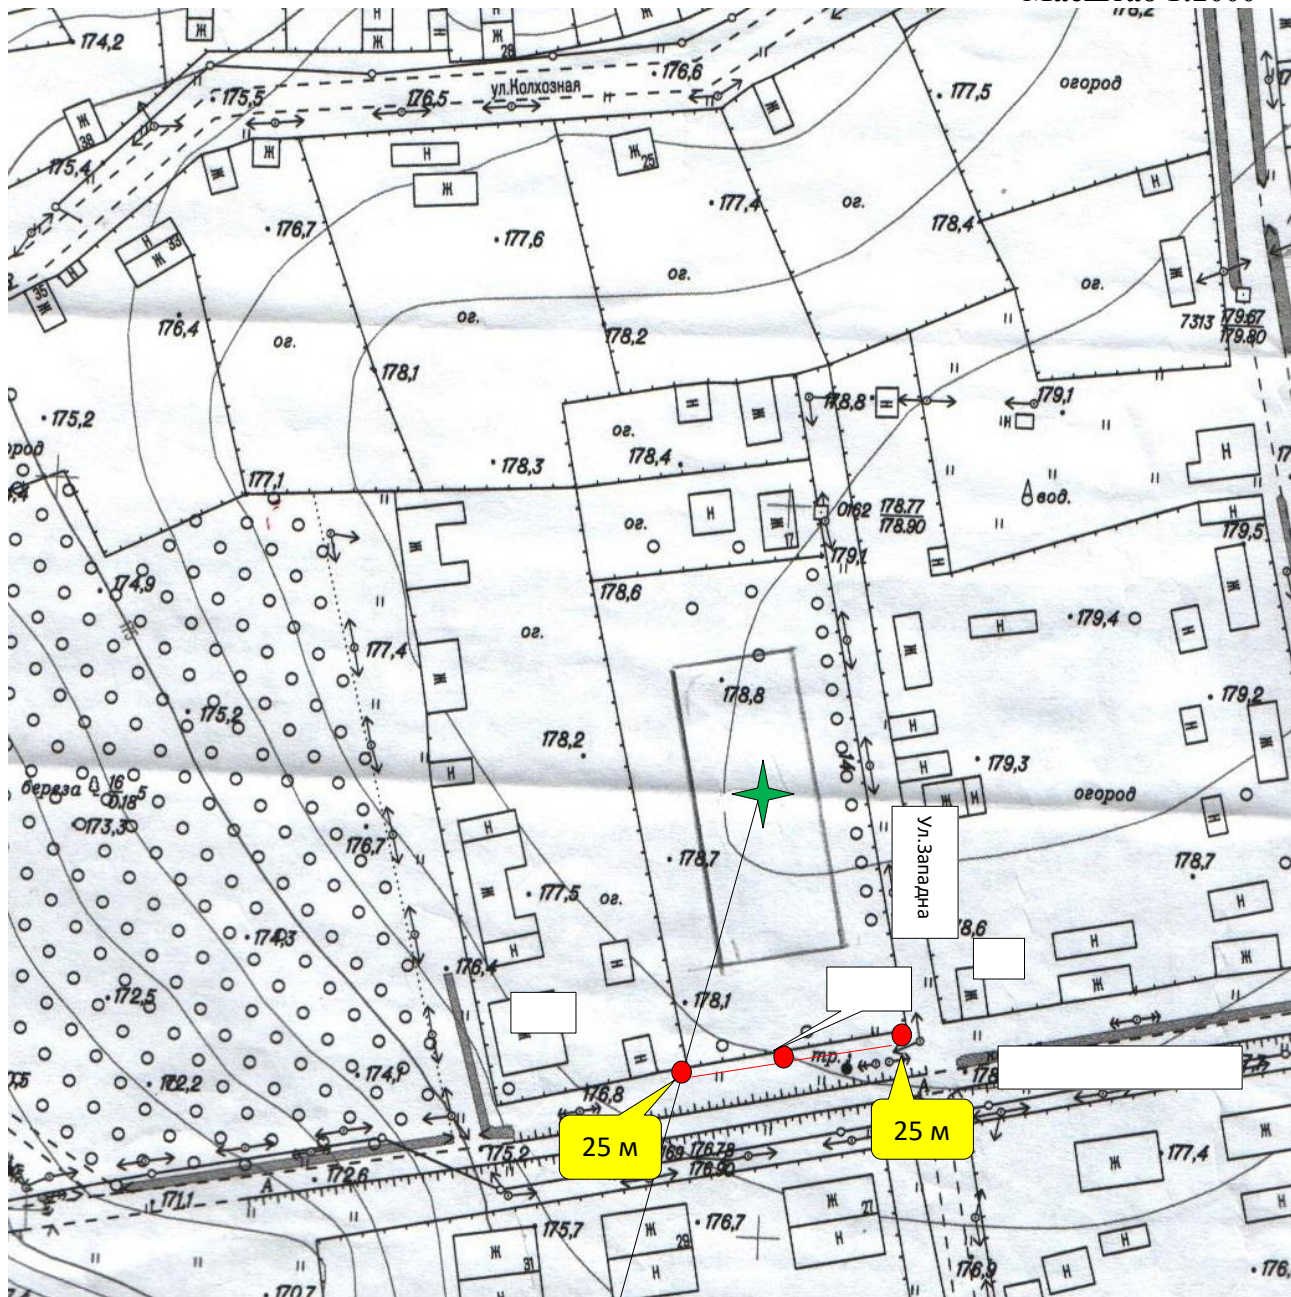 174,2
Н
Ж
Н
Н
Ж
28
176,6
ул.Колхозная
175,5
176,5
177,5
огород
Ж
38
175,4
Ж
Ж
Н
Ж
Ж
25
Ж
Н
177,4
ог.
178,4
176,7
177,6
Н
Ж
33
ог.
ог.
Ж
Н
35
Ж
176,4
ог.
ог.
178,2
7313
179.67
179.80
178,1
Н
Ж
178,8
Н
179,1
175,2
ог.
178,4
178,3
177,1
Н
Ж
17
0162
178.77
178.90
вод.
Н
Н
179,5
ог.
179,1
Н
Ж
174,9
178,6
Ж
Н
179,4
Н
ог.
177,4
Ж
Ж
178,8
179,2
175,2
Н
Н
Ж
178,2
Н
Н
179,3
береза
16
0.18
5
Н
Ж
Н
огород
Н
173,3
176,7
Н
Ул.Западна
178,7
178,7
Ж
177,5
ог.
Н
174,3
Н
Н
Н
Ж
176,4
172,5
178,1
Ж
Ж
Ж
Н
тр.
172,2
174,1
176,8
25 м
25 м
175,2
176.78
176.90
Ж
177,4
Ж
172,6
171,1
Ж
27
Н
Ж
29
Н
176,7
175,7
Н
Н
Ж
31
Н
176,9
170,7